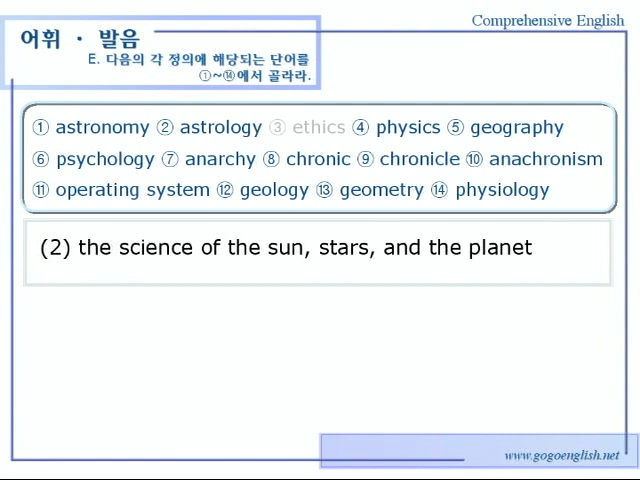 Comprehensive English
어휘 · 발음
E. 다음의 각 정의에 해당되는 단어를
①~⑭에서 골라라.
① astronomy ② astrology ③ ethics ④ physics ⑤ geography
⑥ psychology ⑦ anarchy ⑧ chronic ⑨ chronicle ⑩ anachronism
⑪ operating system ⑫ geology ⑬ geometry ⑭ physiology
(2) the science of the sun, stars, and the planet
www.gogoenglish.net